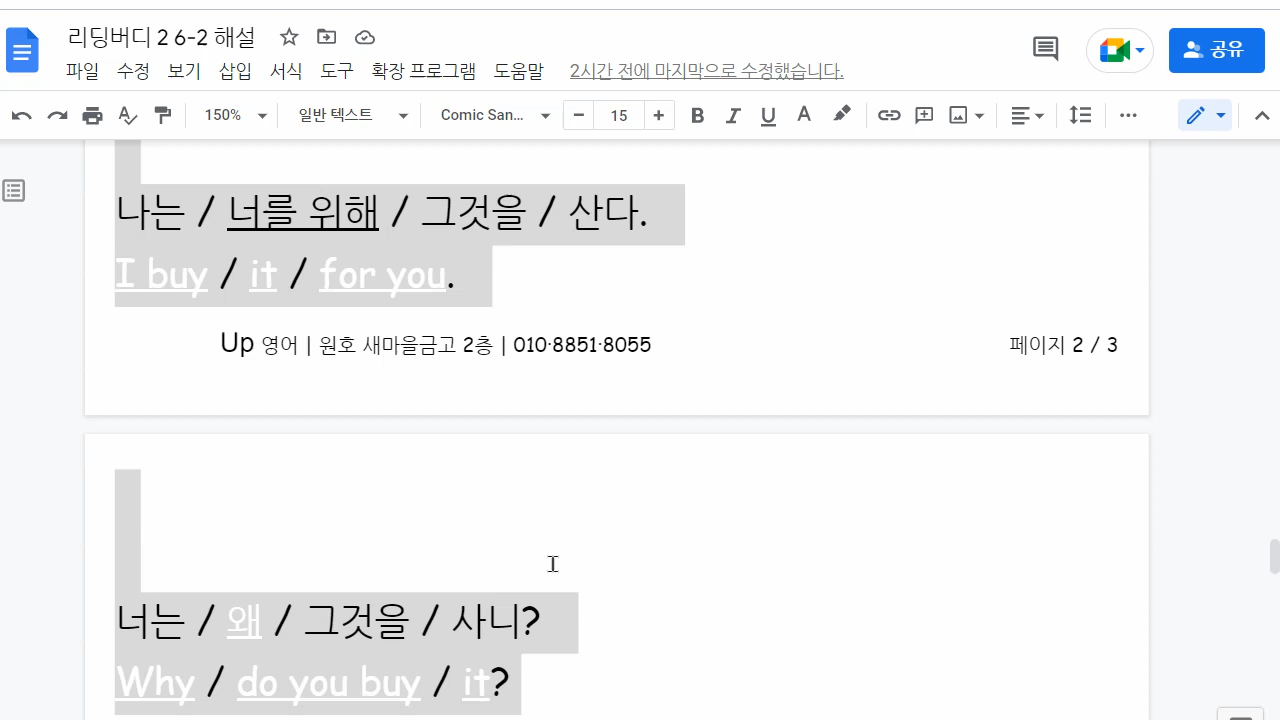 리딩버디 2 6-2 해설
파일 수정 보기 삽입 서식 도구 확장 프로그램 도움말 2시간 전에 마지막으로 수정했습니다.
공유
150% 일반 텍스트 Comic San... 15 B I U A
나는 / 너를 위해 / 그것을 / 산다.
I buy / it / for you.
Up 영어 | 원호 새마을금고 2층 | 010·8851·8055 페이지 2 / 3
너는 / 왜 / 그것을 / 사니?
Why / do you buy / it?